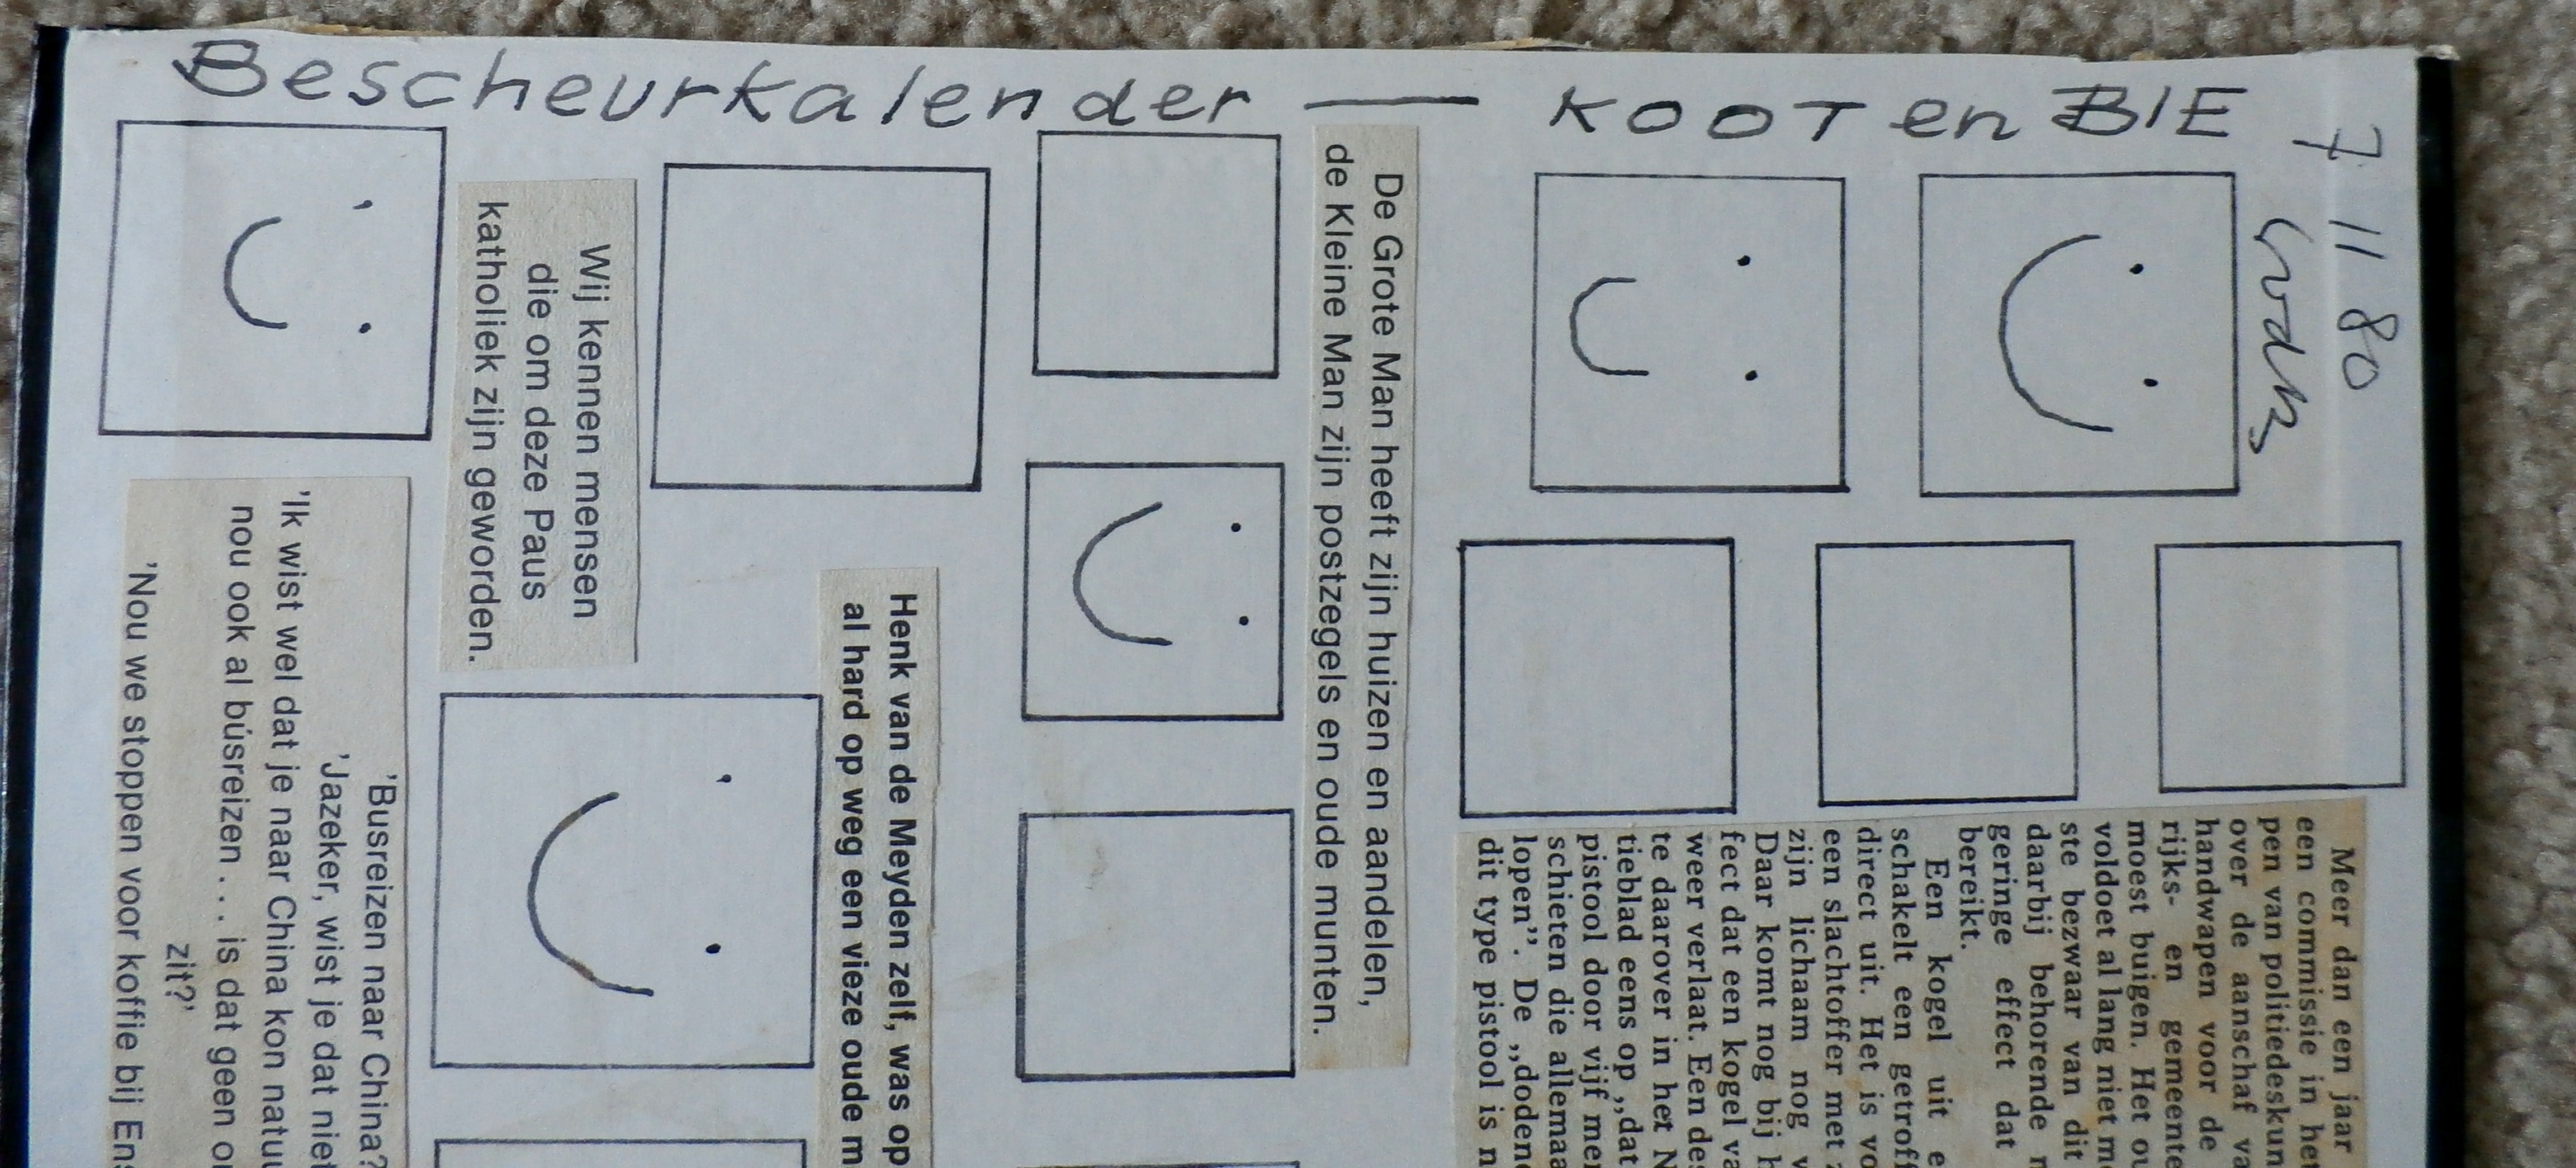 Bescheurkalender — KOOT en BIE
7 11 80
De Grote Man heeft zijn huizen en aandelen,
de Kleine Man zijn postzegels en oude munten.
Wij kennen mensen
die om deze Paus
katholiek zijn geworden.
Henk van de Meyden zelf, was op
al hard op weg een vieze oude m
'Busreizen naar China?
'Jazeker, wist je dat niet
'Ik wist wel dat je naar China kon natuu
nou ook al búsreizen . . . is dat geen
zit?'
'Nou we stoppen voor koffie bij
Meer dan een jaar
een commissie in het
pen van politiedeskun
over de aanschaf va
handwapen voor de
rijks- en gemeente
moest buigen. Het
voldoet al lang niet
ste bezwaar van dit
daarbij behorende
geringe effect dat
bereikt.
Een kogel uit e
schakelt een getroff
direct uit. Het is vo
een slachtoffer met
zijn lichaam nog v
Daar komt nog bij
fect dat een kogel va
weer verlaat. Een des
te daarover in het N
tieblad eens op „dat
pistool door vijf men
schieten die allemaa
lopen”. De „doden
dit type pistool is n